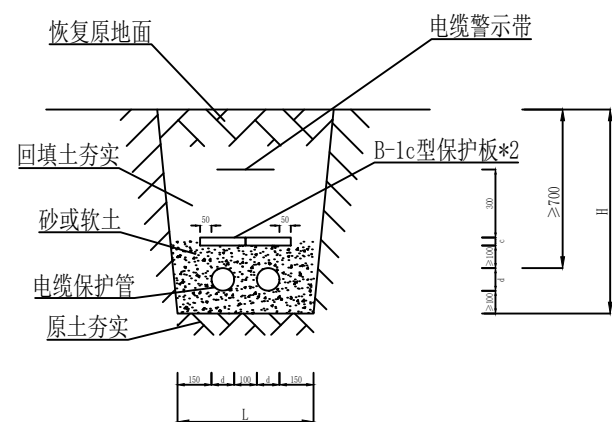 恢复原地面
电缆警示带
回填土夯实
B-1c型保护板*2
砂或软土
电缆保护管
原土夯实
50
50
300
c
≥100
d
≥100
≥700
H
150
d
100
d
150
L